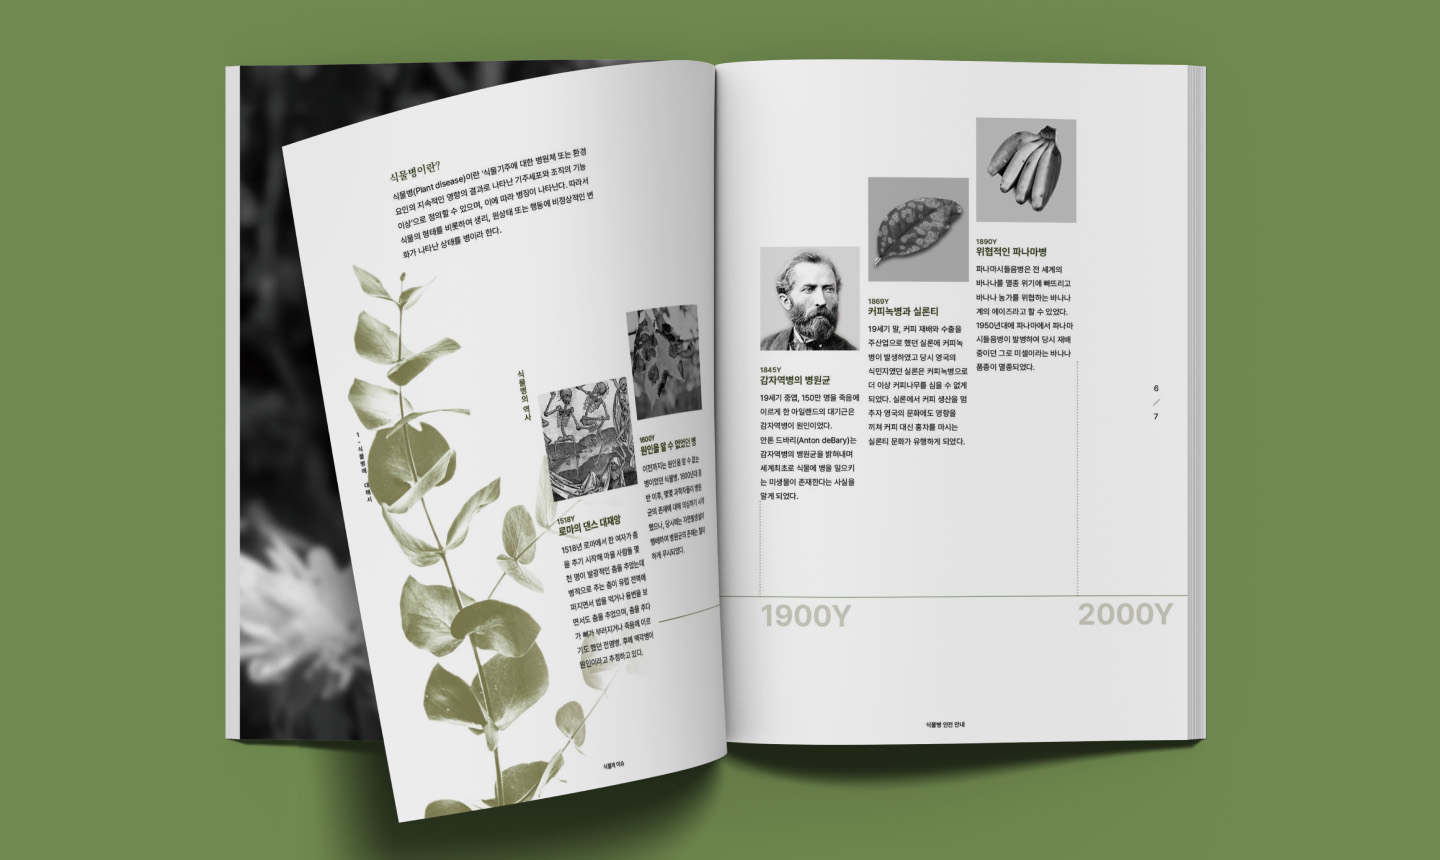 식물병이란?
식물병(Plant disease)이란 '식물기주에 대한 병원체 또는 환경
요인의 지속적인 영향의 결과로 나타난 기주세포와 조직의 기능
이상'으로 정의할 수 있으며, 이에 따라 병징이 나타난다. 따라서
식물의 형태를 비롯하여 생리, 원상태 또는 행동에 비정상적인 변
화가 나타난 상태를 병이라 한다.
1 - 식물병에 대해서
식물병의 역사
1518Y
로마의 댄스 대재앙
1518년 로마에서 한 여자가 춤
을 추기 시작해 마을 사람들 몇
천 명이 발광적인 춤을 추었는데
병적으로 추는 춤이 유럽 전역에
퍼지면서 밥을 먹거나 용변을 보
면서도 춤을 추었으며, 춤을 추다
가 뼈가 부러지거나 죽음에 이르
기도 했던 전염병. 후에 맥각병이
원인이라고 추정하고 있다.
1600Y
원인을 알 수 없었던 병
이전까지는 원인을 알 수 없는
병이었던 식물병. 1600년대 중
반 이후, 몇몇 과학자들이 병원
균의 존재에 대해 의심하기 시작
했으나, 당시에는 자연발생설이
팽배하여 병원균의 존재는 철저
하게 무시되었다.
식물의 이슈
1845Y
감자역병의 병원균
19세기 중엽, 150만 명을 죽음에
이르게 한 아일랜드의 대기근은
감자역병이 원인이었다.
안톤 드바리(Anton deBary)는
감자역병의 병원균을 밝혀내며
세계최초로 식물에 병을 일으키
는 미생물이 존재한다는 사실을
알게 되었다.
1869Y
커피녹병과 실론티
19세기 말, 커피 재배와 수출을
주산업으로 했던 실론에 커피녹
병이 발생하였고 당시 영국의
식민지였던 실론은 커피녹병으로
더 이상 커피나무를 심을 수 없게
되었다. 실론에서 커피 생산을 멈
추자 영국의 문화에도 영향을
끼쳐 커피 대신 홍차를 마시는
실론티 문화가 유행하게 되었다.
1890Y
위협적인 파나마병
파나마시들음병은 전 세계의
바나나를 멸종 위기에 빠뜨리고
바나나 농가를 위협하는 바나나
계의 에이즈라고 할 수 있었다.
1950년대에 파나마에서 파나마
시들음병이 발병하여 당시 재배
중이던 그로 미셸이라는 바나나
품종이 멸종되었다.
6
/
7
1900Y
2000Y
식물병 안전 안내